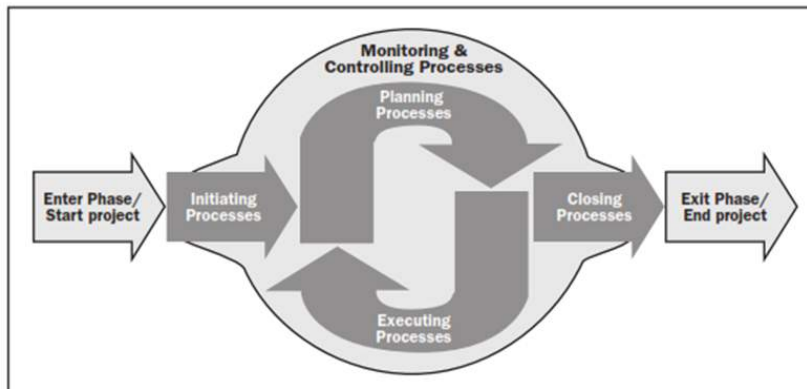 Monitoring &
Controlling Processes
Planning
Processes
Enter Phase/
Start project
Initiating
Processes
Closing
Processes
Exit Phase/
End project
Executing
Processes